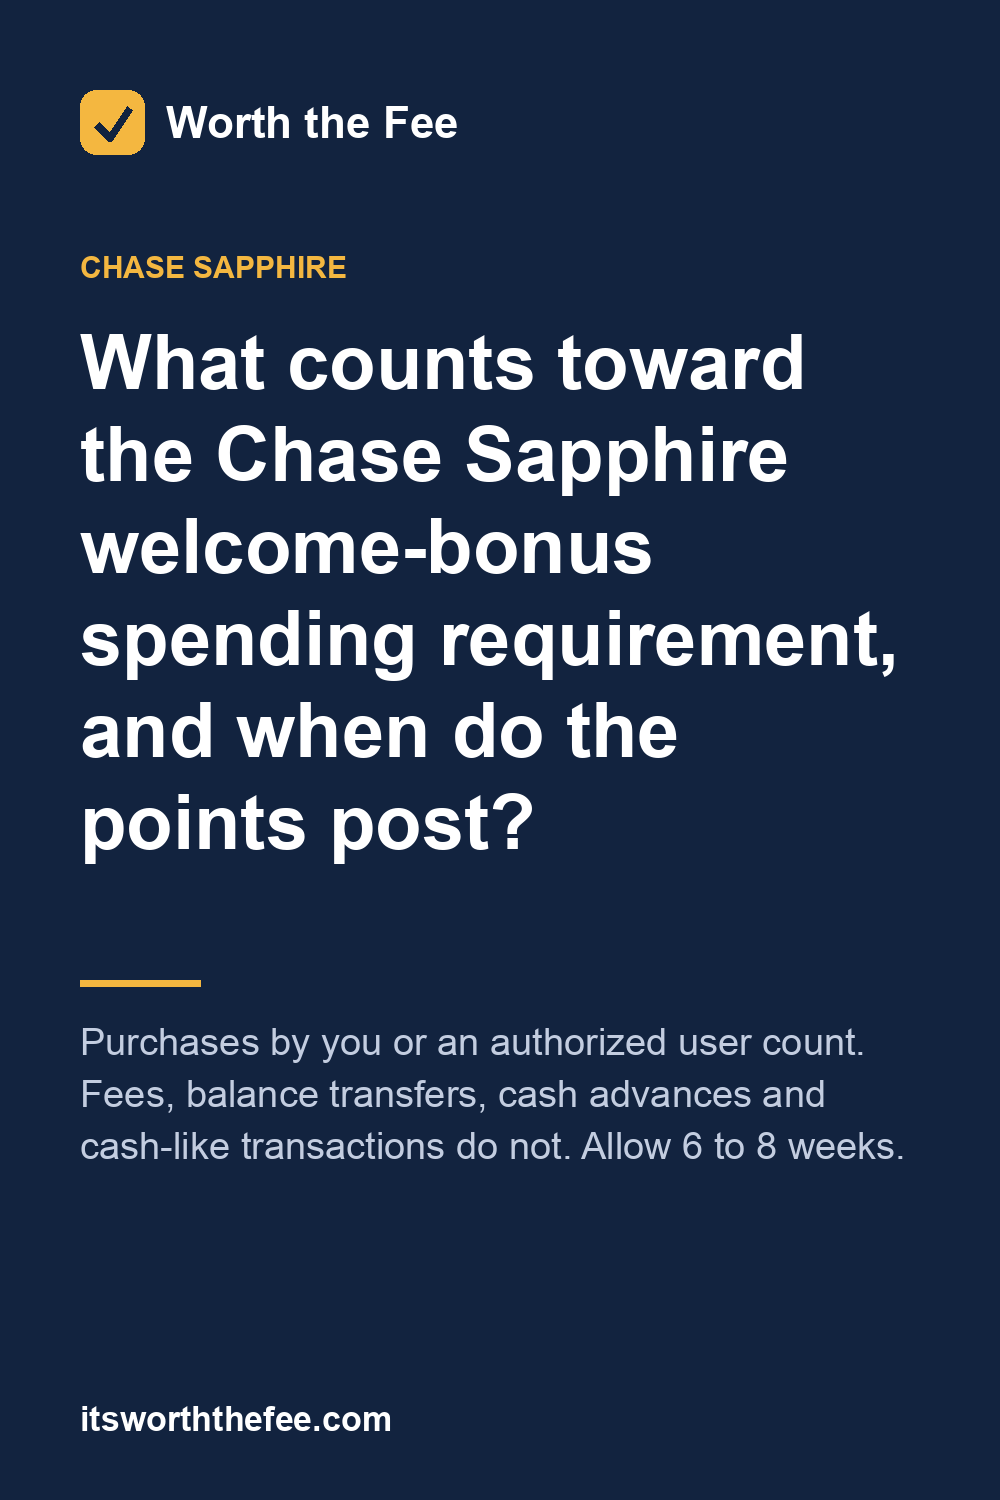 Worth the Fee
CHASE SAPPHIRE
What counts toward
the Chase Sapphire
welcome-bonus
spending requirement,
and when do the
points post?
Purchases by you or an authorized user count.
Fees, balance transfers, cash advances and
cash-like transactions do not. Allow 6 to 8 weeks.
itsworththefee.com